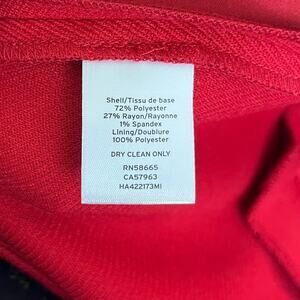 Shell/Tissu de base
72% Polyester
27% Rayon/Rayonne
1% Spandex
Lining/Doublure
100% Polyester
DRY CLEAN ONLY
RN58665
CA57963
HA422173MI